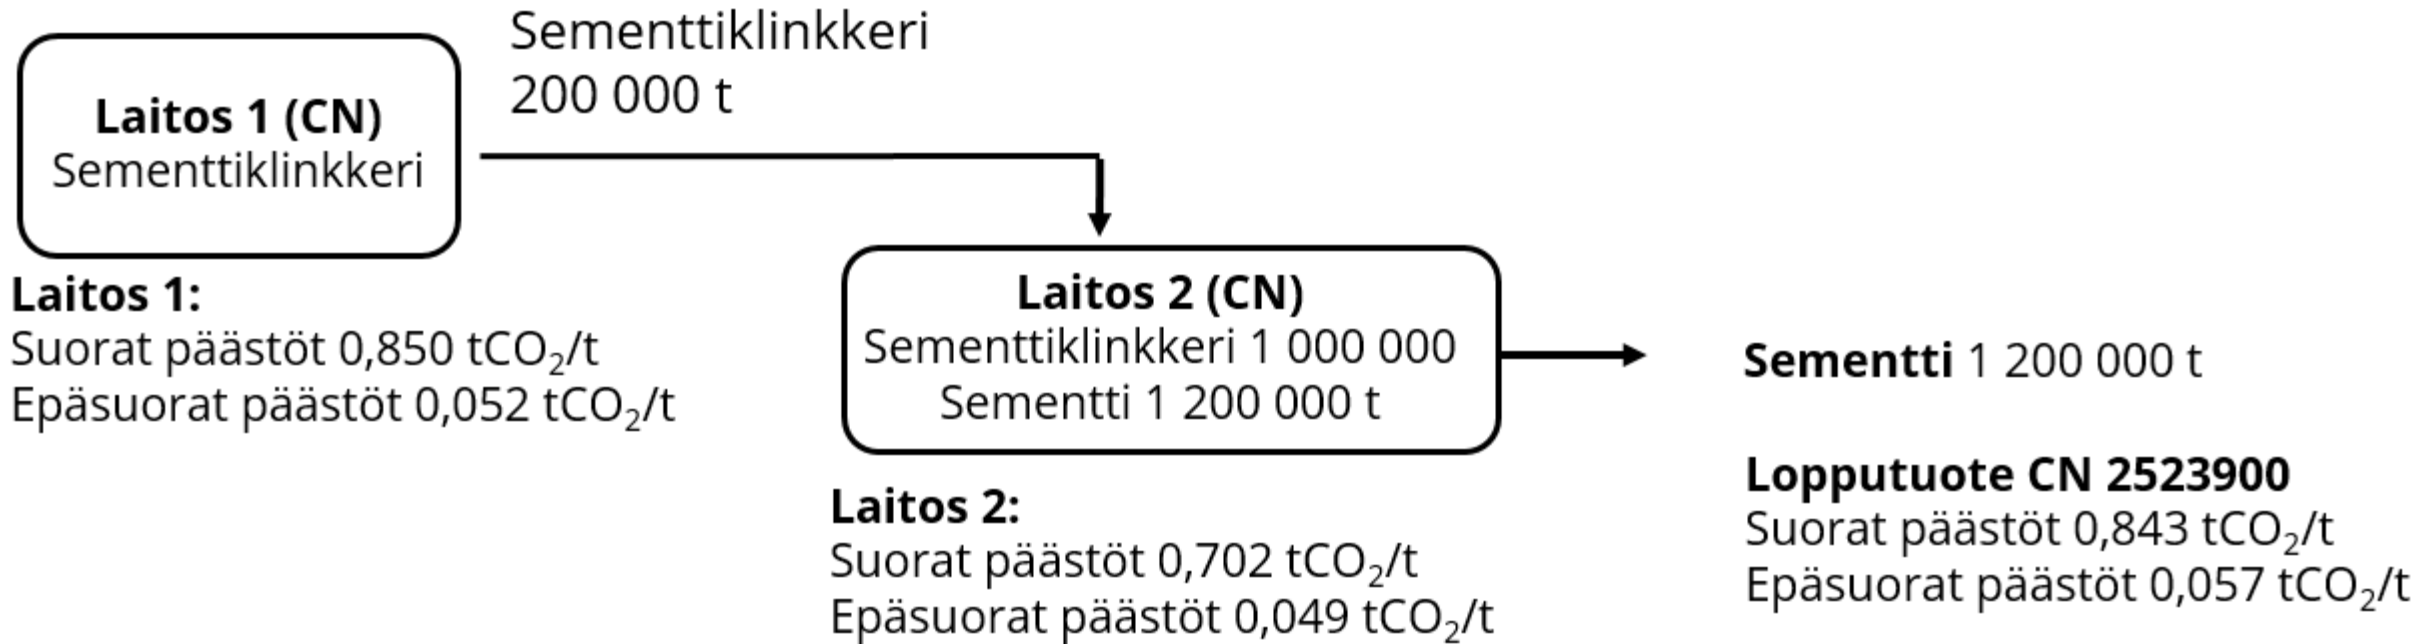 Sementtiklinkkeri
200 000 t
Laitos 1 (CN)
Sementtiklinkkeri
Laitos 1:
Suorat päästöt 0,850 tCO₂/t
Epäsuorat päästöt 0,052 tCO₂/t
Laitos 2 (CN)
Sementtiklinkkeri 1 000 000
Sementti 1 200 000 t
Laitos 2:
Suorat päästöt 0,702 tCO₂/t
Epäsuorat päästöt 0,049 tCO₂/t
Sementti 1 200 000 t
Lopputuote CN 2523900
Suorat päästöt 0,843 tCO₂/t
Epäsuorat päästöt 0,057 tCO₂/t